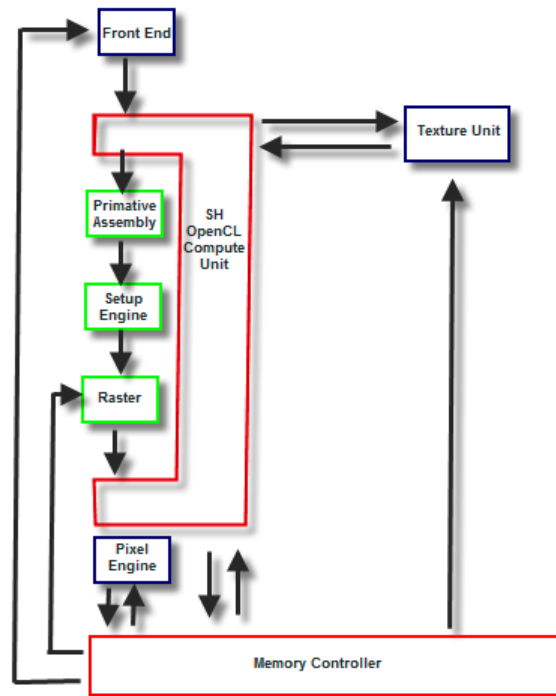 Front End
Texture Unit
SH
OpenCL
Compute
Unit
Primative
Assembly
Setup
Engine
Raster
Pixel
Engine
Memory Controller